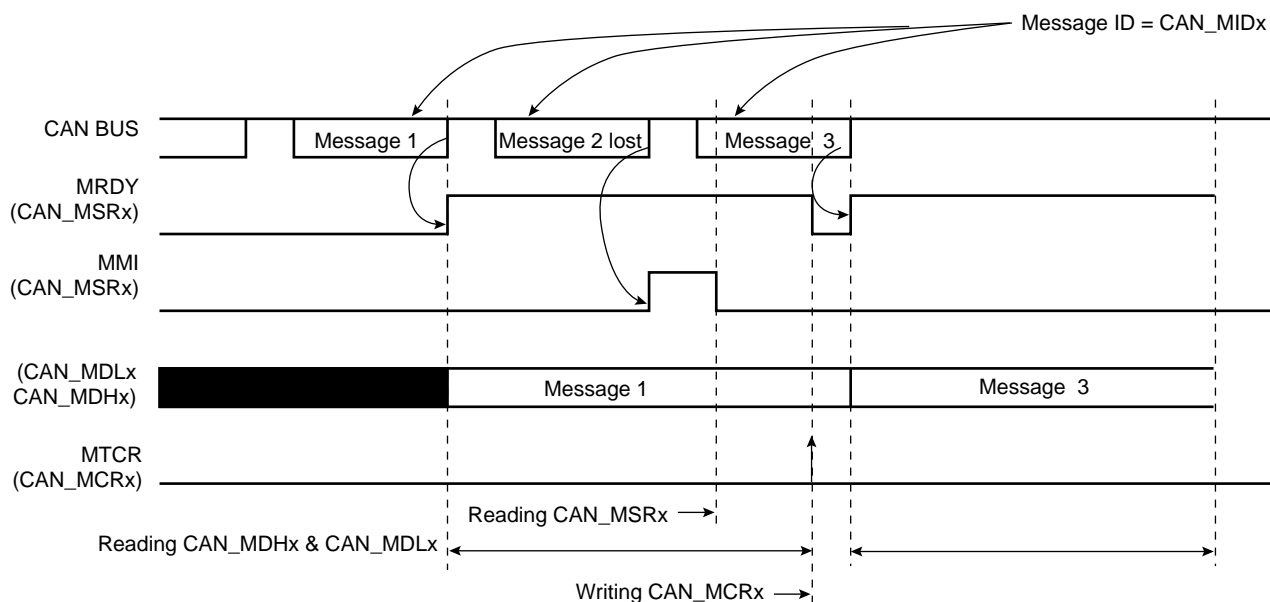 Message ID = CAN_MIDx
CAN BUS
Message 1
Message 2 lost
Message 3
MRDY
(CAN_MSRx)
MMI
(CAN_MSRx)
(CAN_MDLx
CAN_MDHx)
Message 1
Message 3
MTCR
(CAN_MCRx)
Reading CAN_MSRx
Reading CAN_MDHx & CAN_MDLx
Writing CAN_MCRx